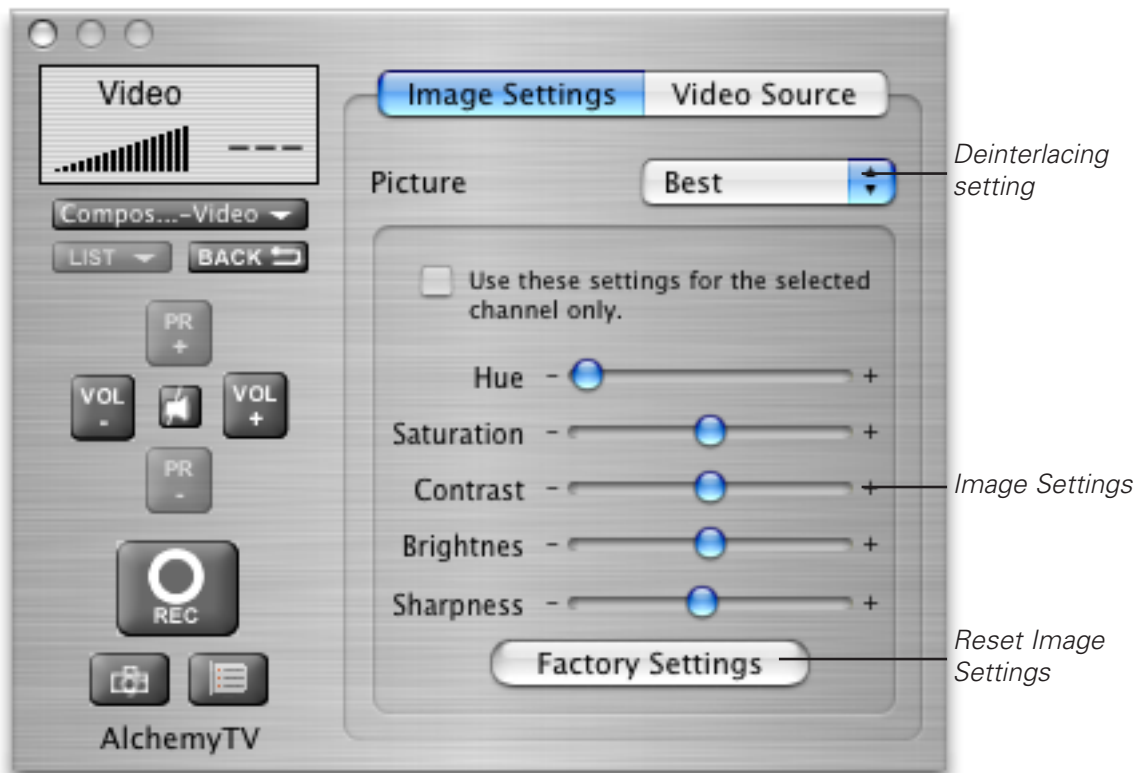 Video
Compos...-Video
LIST
BACK
PR
+
VOL
-
VOL
+
PR
-
REC
AlchemyTV
Image Settings
Video Source
Picture
Best
Use these settings for the selected
channel only.
Hue - +
Saturation - +
Contrast - +
Brightnes - +
Sharpness - +
Factory Settings
Deinterlacing
setting
Image Settings
Reset Image
Settings